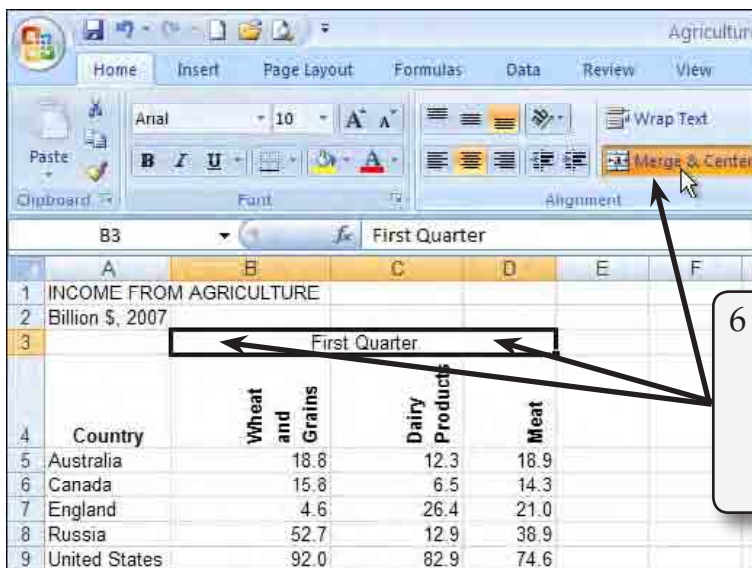 Agricultur
Home Insert Page Layout Formulas Data Review View
Arial 10 A A Wrap Text
Paste B I U A Merge & Center
Clipboard Font Alignment
B3 fx First Quarter
A B C D E F
1 INCOME FROM AGRICULTURE
2 Billion $, 2007
3 First Quarter
6
4 Country Wheat and Grains Dairy Products Meat
5 Australia 18.8 12.3 18.9
6 Canada 15.8 6.5 14.3
7 England 4.6 26.4 21.0
8 Russia 52.7 12.9 38.9
9 United States 92.0 82.9 74.6